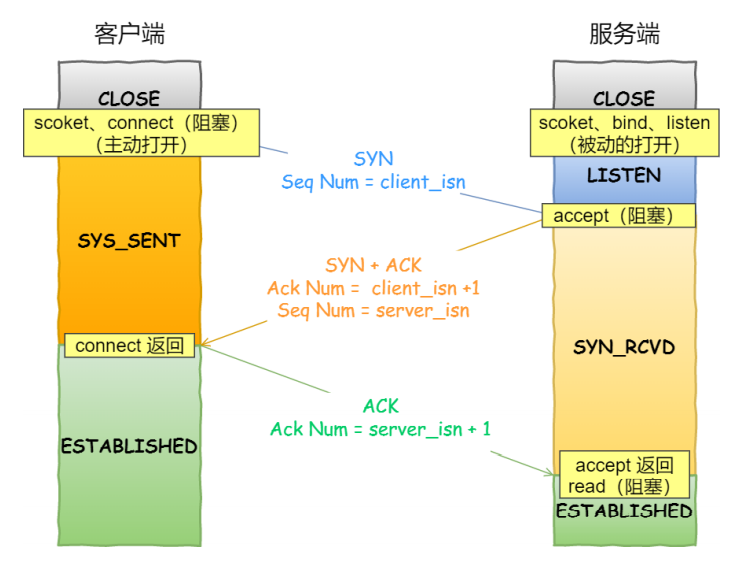 客户端
服务端
CLOSE
CLOSE
scoket、connect（阻塞）
（主动打开）
scoket、bind、listen
（被动的打开）
SYN
Seq Num = client_isn
LISTEN
accept（阻塞）
SYS_SENT
SYN + ACK
Ack Num =  client_isn +1
Seq Num = server_isn
connect 返回
SYN_RCVD
ACK
Ack Num = server_isn + 1
ESTABLISHED
accept 返回
read（阻塞）
ESTABLISHED